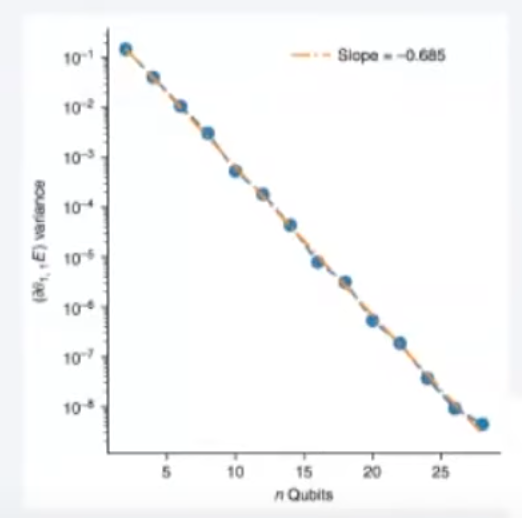 Slope = −0.685
10⁻¹
10⁻²
10⁻³
10⁻⁴
10⁻⁵
10⁻⁶
10⁻⁷
10⁻⁸
(∂θ₁,₁E) variance
5 10 15 20 25
n Qubits